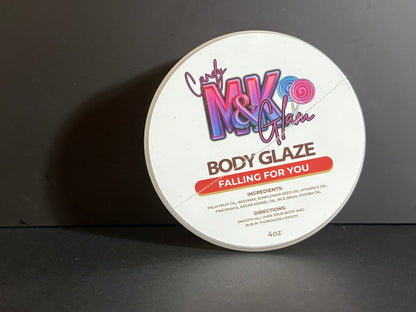 Candy
M&K
Glam
BODY GLAZE
FALLING FOR YOU
INGREDIENTS:
PALM FRUIT OIL, BEESWAX, SUNFLOWER SEED OIL, VITAMIN E OIL,
FRAGRANCE, ARGAN KERNEL OIL, RICE BRAN, JOJOBA OIL,
DIRECTIONS:
SMOOTH ALL OVER YOUR BODY AND
RUB IN THOROUGHLY
4oz